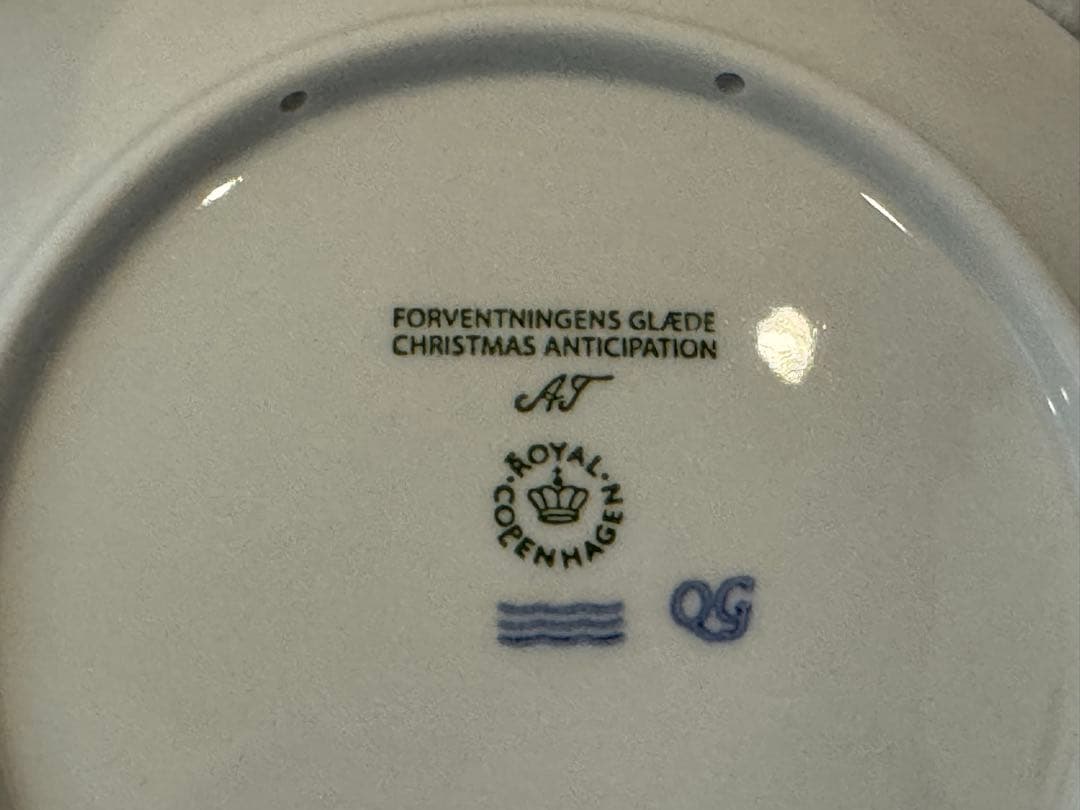 FORVENTNINGENS GLÆDE
CHRISTMAS ANTICIPATION
AT
ROYAL · COPENHAGEN ·
QG